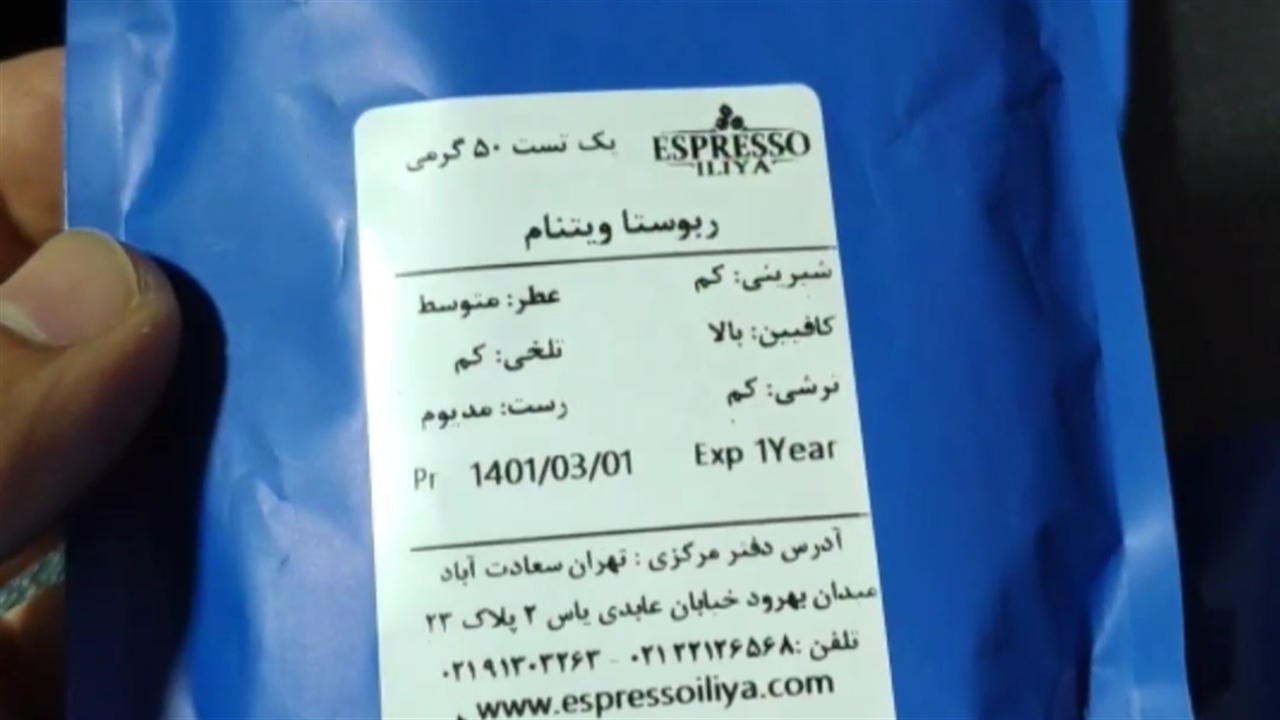 ESPRESSO
ILIYA
پک تست ۵۰ گرمی
ربوستا ویتنام
شیرینی: کم عطر: متوسط
کافیین: بالا تلخی: کم
ترشی: کم رست: مدیوم
Pr 1401/03/01 Exp 1Year
آدرس دفتر مرکزی : تهران سعادت آباد
میدان بهرود خیابان عابدی یاس ۲ پلاک ۲۳
تلفن :۰۲۱۲۲۱۲۶۵۶۸ - ۰۲۱۹۱۳۰۳۲۶۳
www.espressoiliya.com